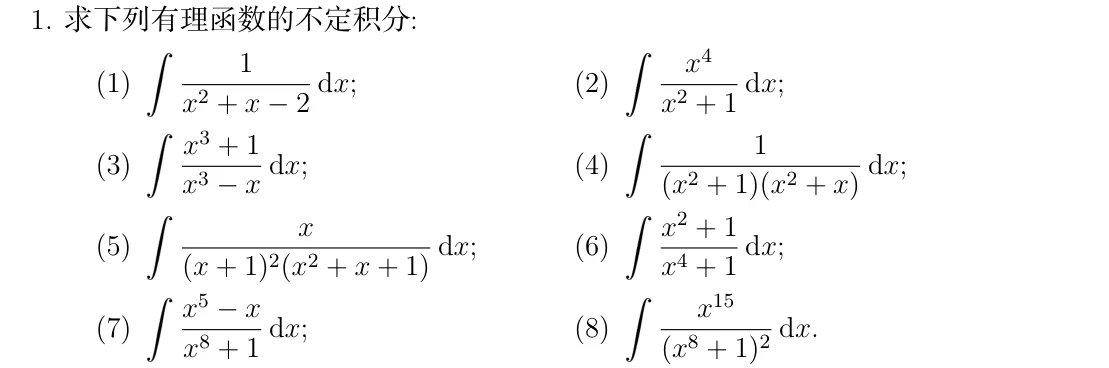 1. 求下列有理函数的不定积分:
(1) ∫ 1/(x² + x − 2) dx; (2) ∫ x⁴/(x² + 1) dx;
(3) ∫ (x³ + 1)/(x³ − x) dx; (4) ∫ 1/((x² + 1)(x² + x)) dx;
(5) ∫ x/((x + 1)²(x² + x + 1)) dx; (6) ∫ (x² + 1)/(x⁴ + 1) dx;
(7) ∫ (x⁵ − x)/(x⁸ + 1) dx; (8) ∫ x¹⁵/(x⁸ + 1)² dx.